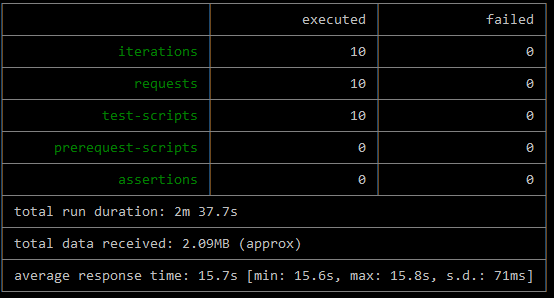 executed failed
iterations 10 0
requests 10 0
test-scripts 10 0
prerequest-scripts 0 0
assertions 0 0
total run duration: 2m 37.7s
total data received: 2.09MB (approx)
average response time: 15.7s [min: 15.6s, max: 15.8s, s.d.: 71ms]